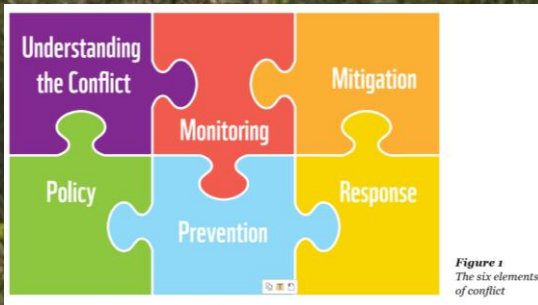 Understanding
the Conflict
Monitoring
Mitigation
Policy
Prevention
Response
Figure 1
The six elements
of conflict